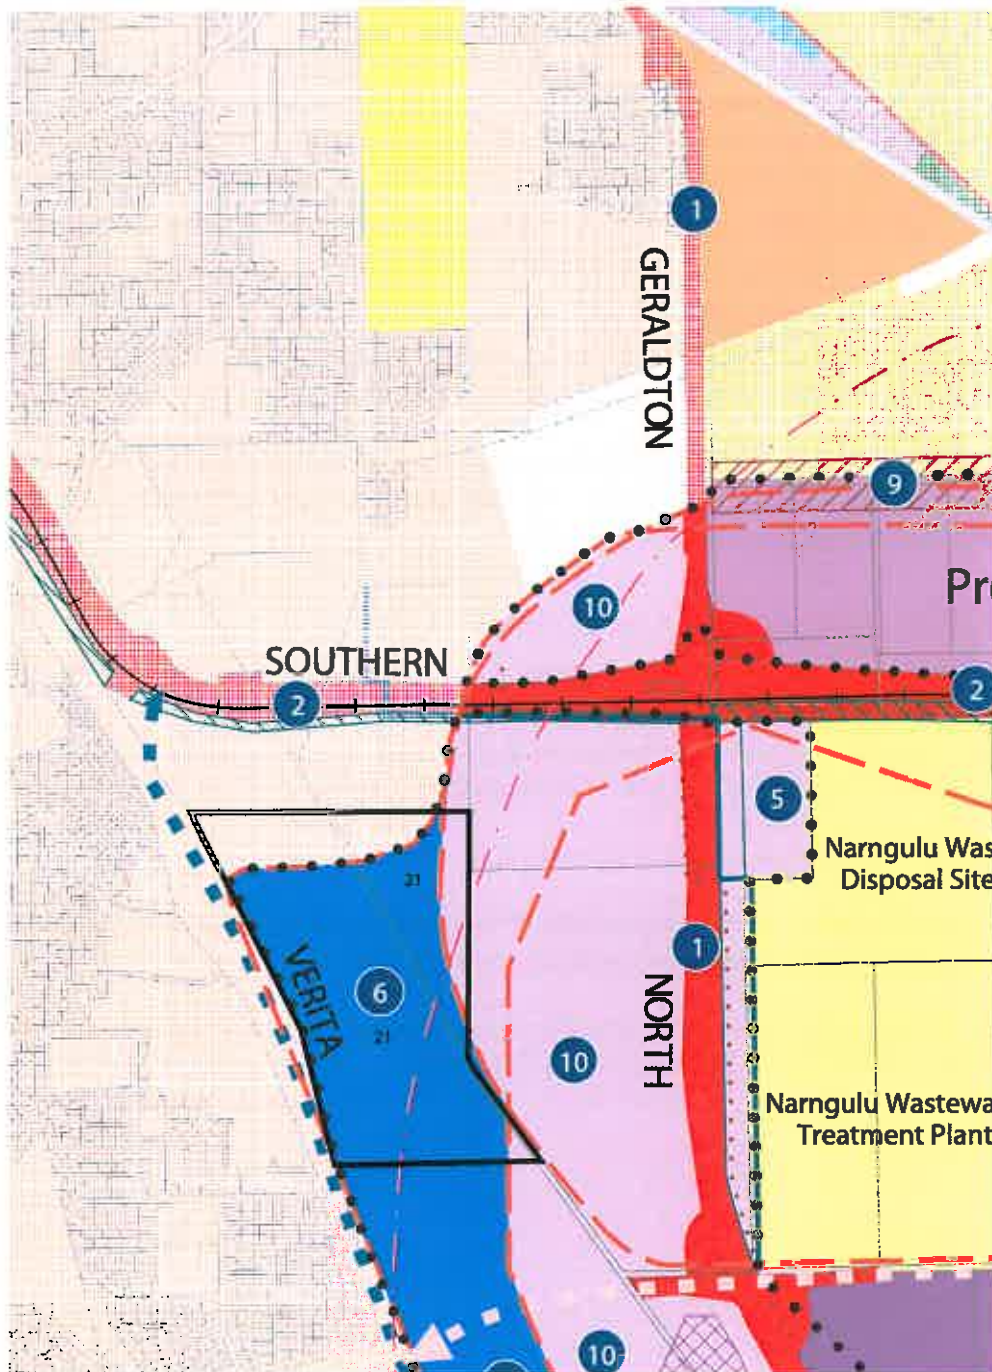 1
GERALDTON
9
Pro
10
SOUTHERN
2
2
5
Narngulu Was
Disposal Site
21
6
VERITA
21
1
NORTH
10
Narngulu Wastewa
Treatment Plant
10